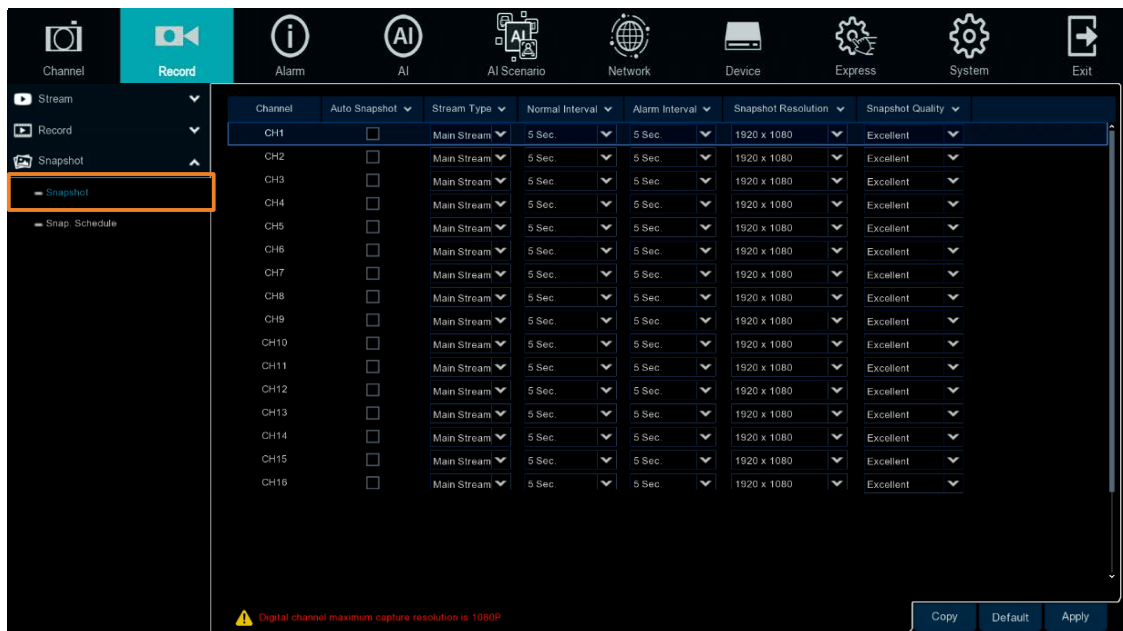 Channel Record Alarm AI AI Scenario Network Device Express System Exit
Stream
Record
Snapshot
Snapshot
Snap. Schedule
Channel Auto Snapshot Stream Type Normal Interval Alarm Interval Snapshot Resolution Snapshot Quality
CH1 Main Stream 5 Sec. 5 Sec. 1920 x 1080 Excellent
CH2 Main Stream 5 Sec. 5 Sec. 1920 x 1080 Excellent
CH3 Main Stream 5 Sec. 5 Sec. 1920 x 1080 Excellent
CH4 Main Stream 5 Sec. 5 Sec. 1920 x 1080 Excellent
CH5 Main Stream 5 Sec. 5 Sec. 1920 x 1080 Excellent
CH6 Main Stream 5 Sec. 5 Sec. 1920 x 1080 Excellent
CH7 Main Stream 5 Sec. 5 Sec. 1920 x 1080 Excellent
CH8 Main Stream 5 Sec. 5 Sec. 1920 x 1080 Excellent
CH9 Main Stream 5 Sec. 5 Sec. 1920 x 1080 Excellent
CH10 Main Stream 5 Sec. 5 Sec. 1920 x 1080 Excellent
CH11 Main Stream 5 Sec. 5 Sec. 1920 x 1080 Excellent
CH12 Main Stream 5 Sec. 5 Sec. 1920 x 1080 Excellent
CH13 Main Stream 5 Sec. 5 Sec. 1920 x 1080 Excellent
CH14 Main Stream 5 Sec. 5 Sec. 1920 x 1080 Excellent
CH15 Main Stream 5 Sec. 5 Sec. 1920 x 1080 Excellent
CH16 Main Stream 5 Sec. 5 Sec. 1920 x 1080 Excellent
Digital channel maximum capture resolution is 1080P
Copy Default Apply